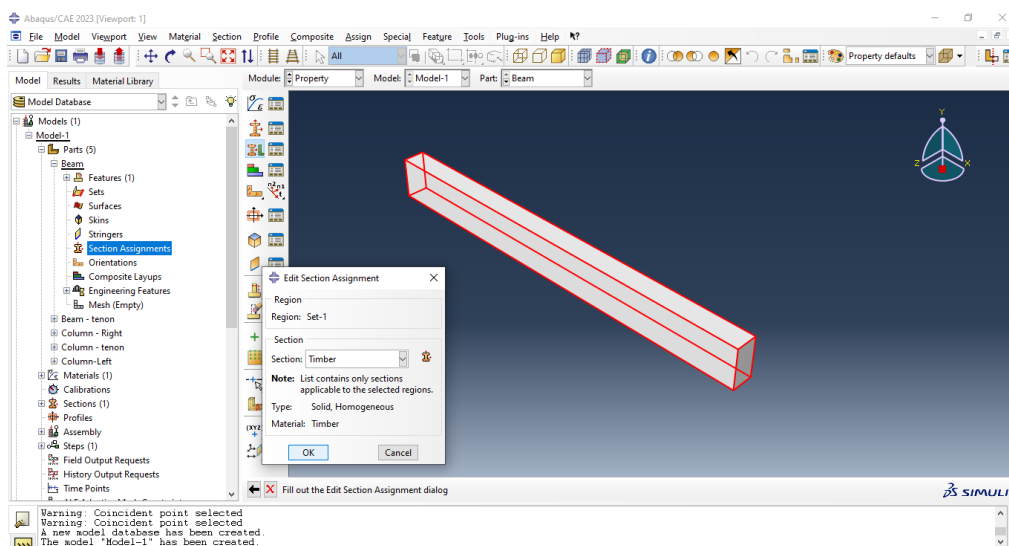 Abaqus/CAE 2023 [Viewport: 1]
File Model Viewport View Material Section Profile Composite Assign Special Feature Tools Plug-ins Help
All
Property defaults
Model Results Material Library
Module: Property Model: Model-1 Part: Beam
Model Database
Models (1)
Model-1
Parts (5)
Beam
Features (1)
Sets
Surfaces
Skins
Stringers
Section Assignments
Orientations
Composite Layups
Engineering Features
Mesh (Empty)
Beam - tenon
Column - Right
Column - tenon
Column-Left
Materials (1)
Calibrations
Sections (1)
Profiles
Assembly
Steps (1)
Field Output Requests
History Output Requests
Time Points
Y
Z
X
Edit Section Assignment
Region
Region: Set-1
Section
Section: Timber
Note: List contains only sections
applicable to the selected regions.
Type: Solid, Homogeneous
Material: Timber
OK Cancel
Fill out the Edit Section Assignment dialog
SIMULI
Warning: Coincident point selected
Warning: Coincident point selected
A new model database has been created.
The model "Model-1" has been created.